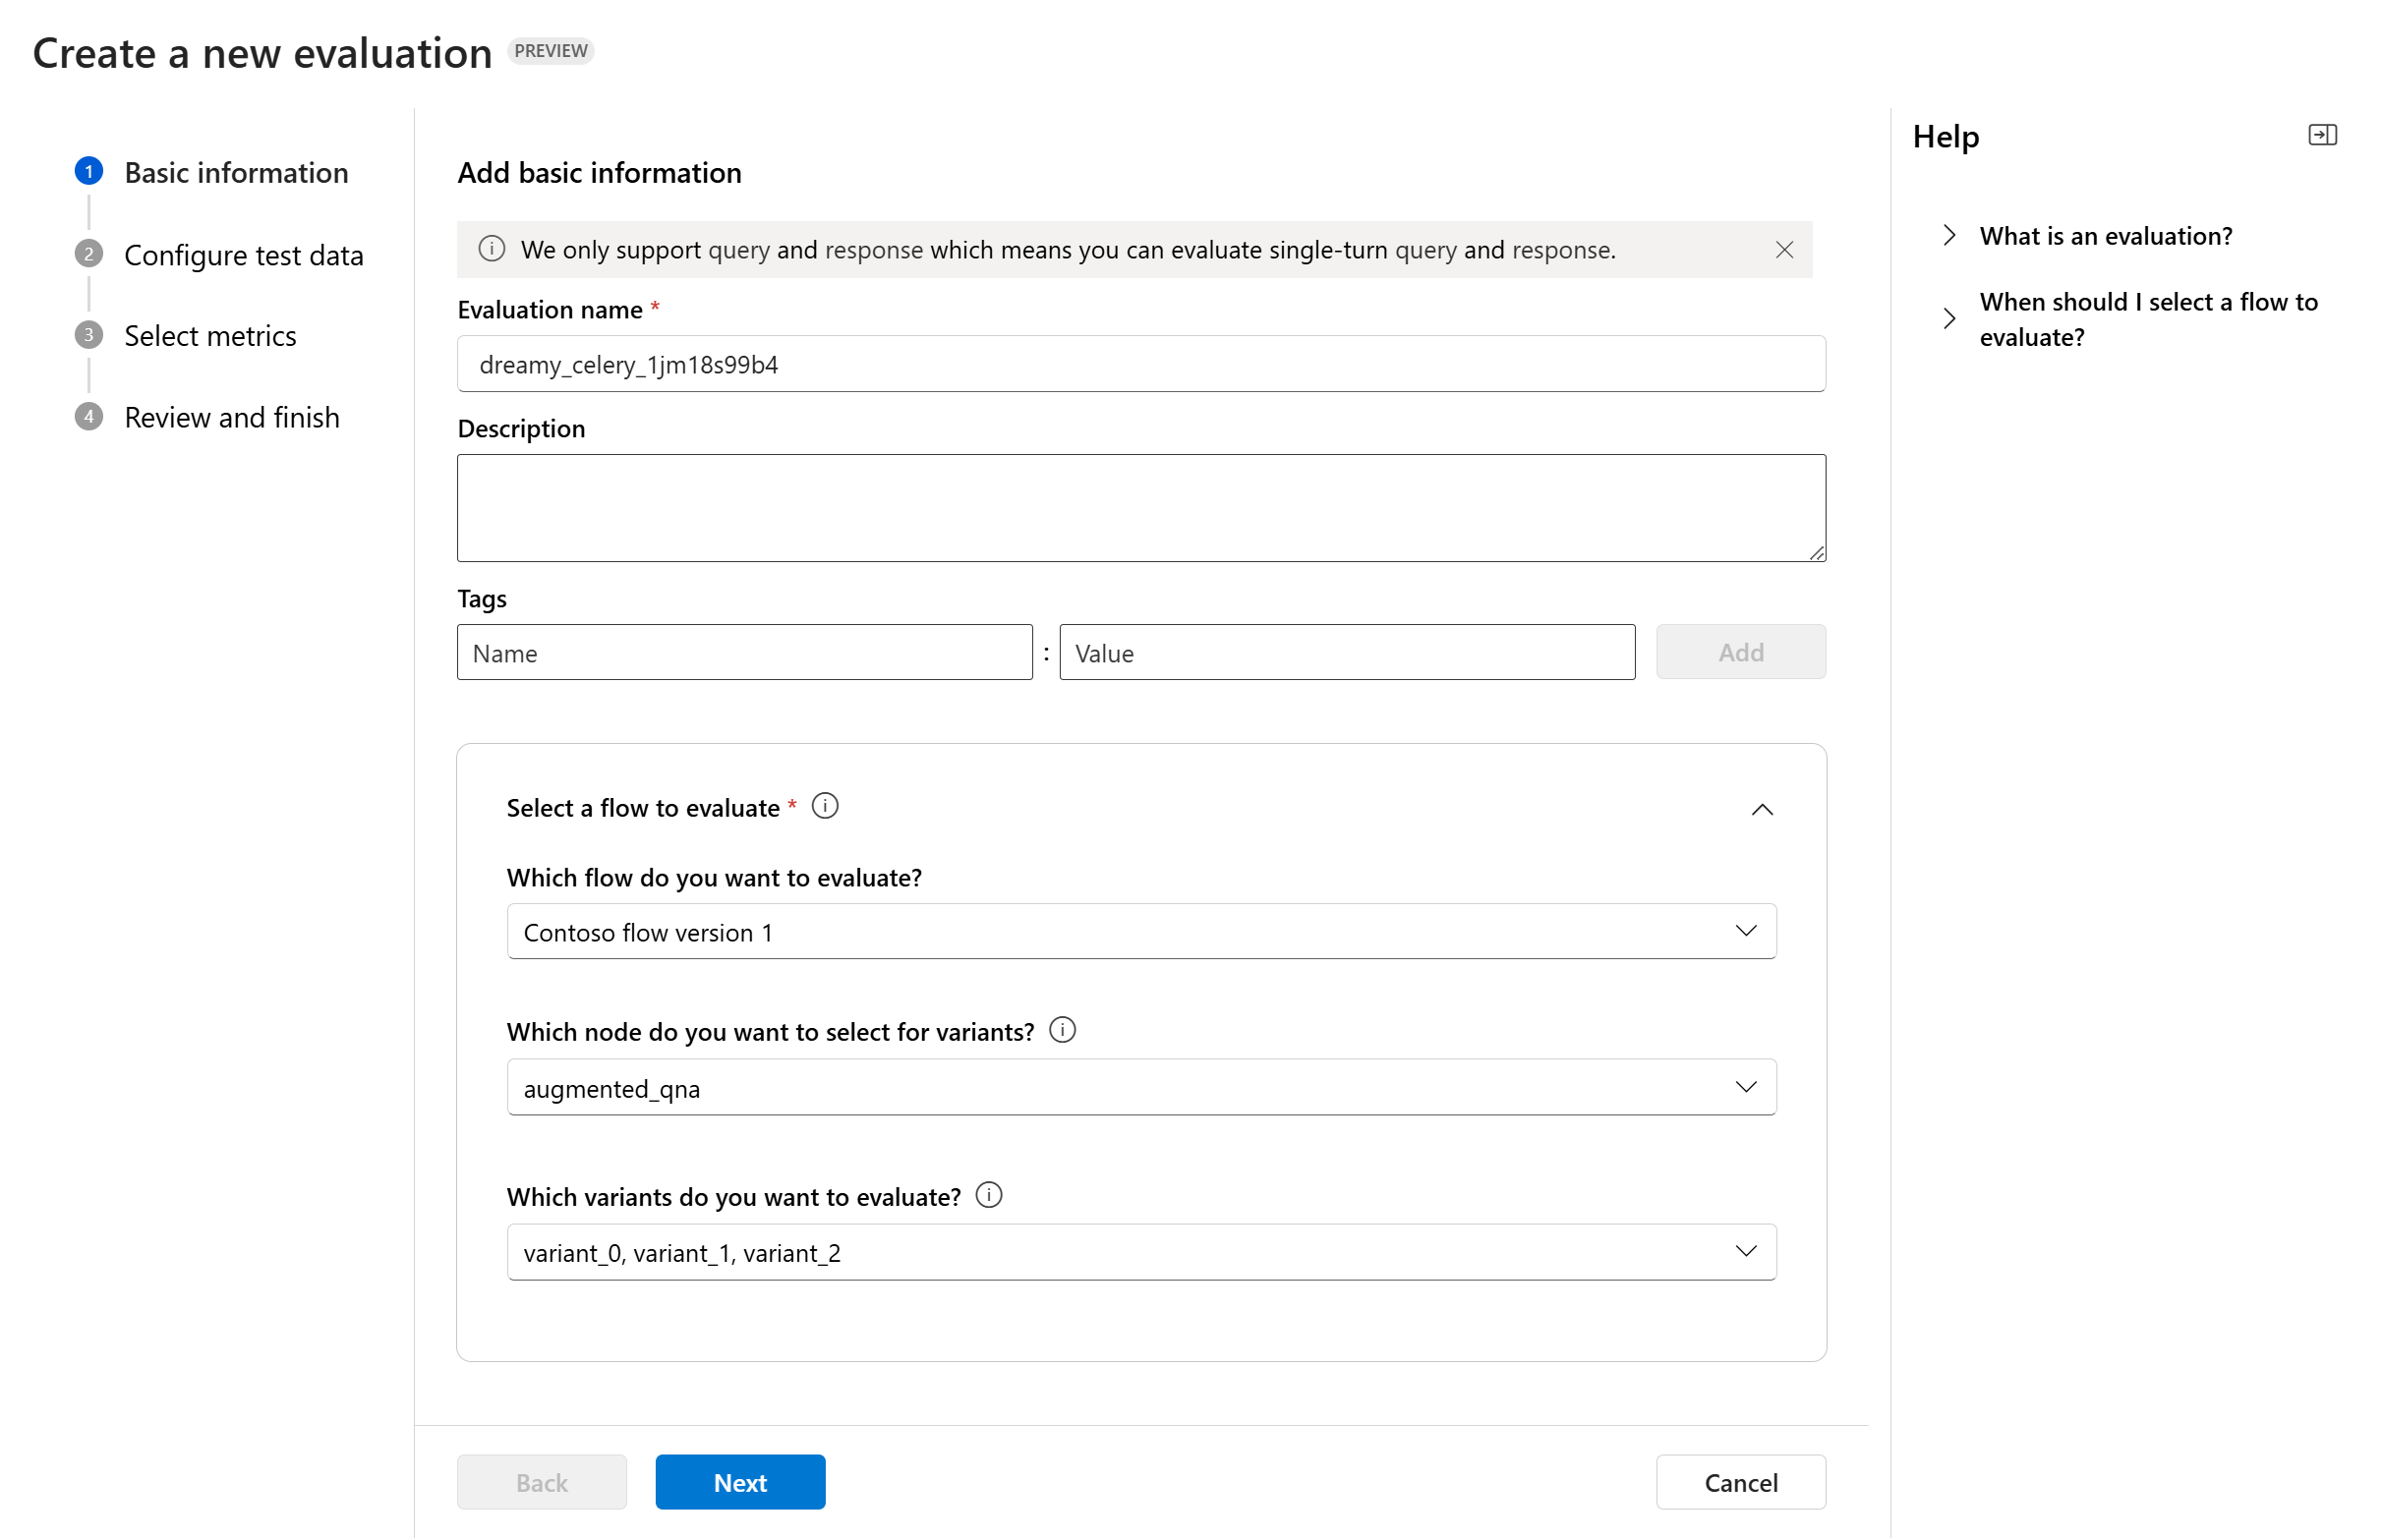 Create a new evaluation PREVIEW
1 Basic information
2 Configure test data
3 Select metrics
4 Review and finish
Add basic information
We only support query and response which means you can evaluate single-turn query and response.
Evaluation name *
dreamy_celery_1jm18s99b4
Description
Tags
Name : Value Add
Select a flow to evaluate *
Which flow do you want to evaluate?
Contoso flow version 1
Which node do you want to select for variants?
augmented_qna
Which variants do you want to evaluate?
variant_0, variant_1, variant_2
Back Next Cancel
Help
What is an evaluation?
When should I select a flow to
evaluate?